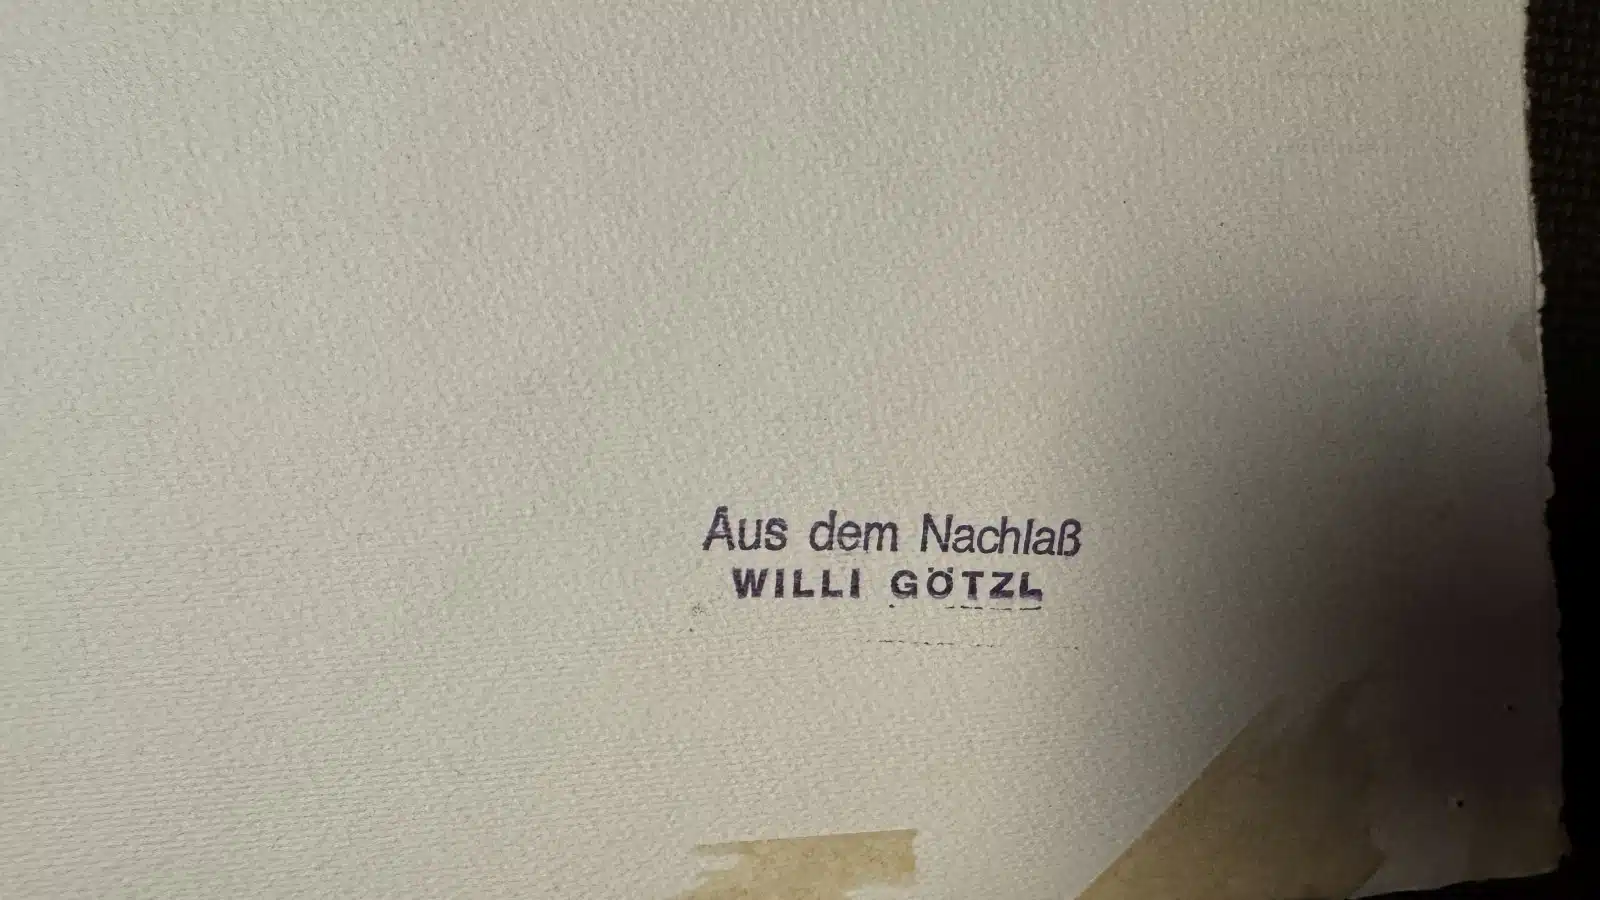 Aus dem Nachlaß
WILLI GÖTZL